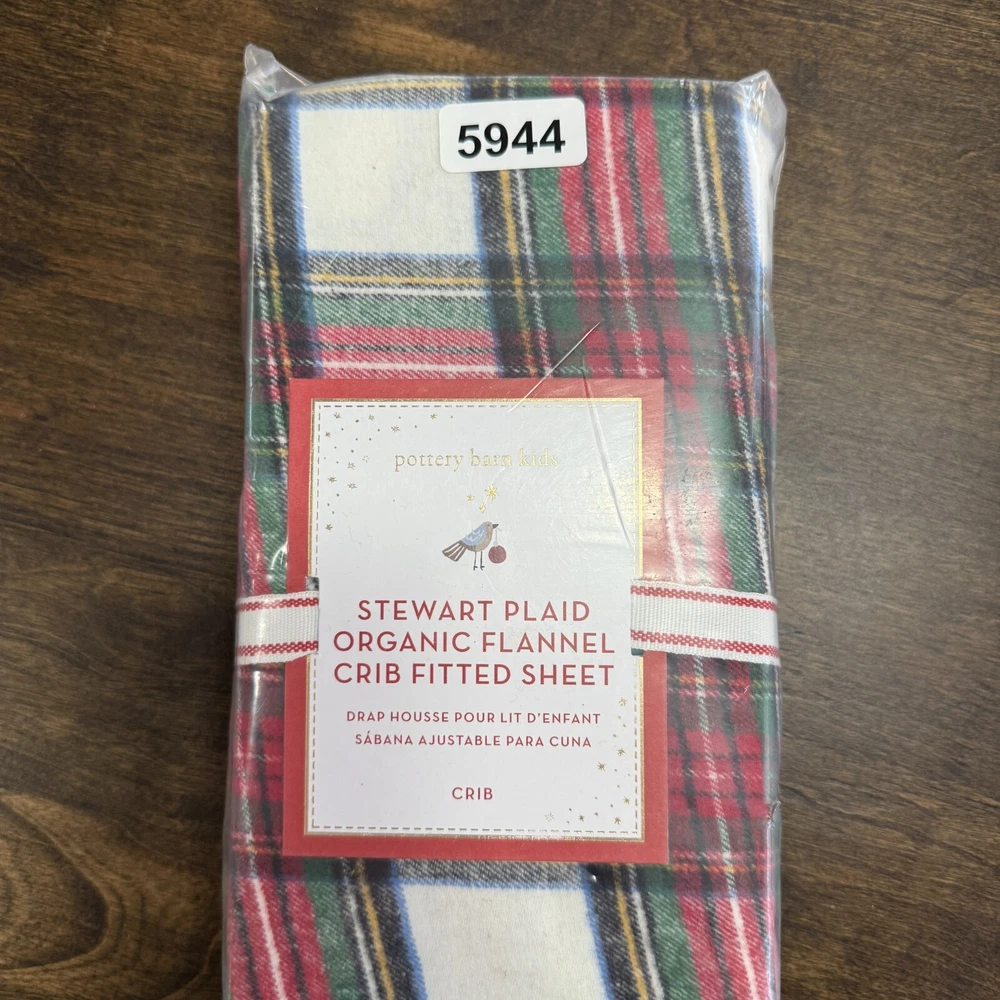 5944
pottery barn kids
STEWART PLAID
ORGANIC FLANNEL
CRIB FITTED SHEET
DRAP HOUSSE POUR LIT D'ENFANT
SÁBANA AJUSTABLE PARA CUNA
CRIB